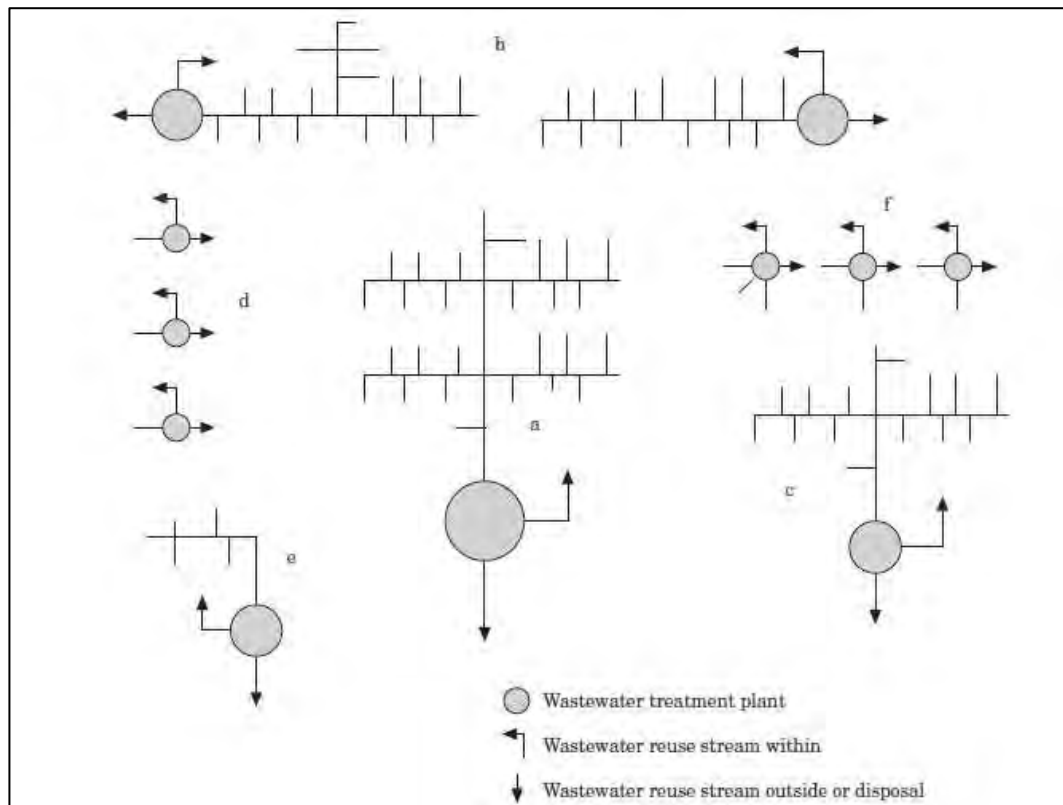 b
f
d
a
c
e
Wastewater treatment plant
Wastewater reuse stream within
Wastewater reuse stream outside or disposal